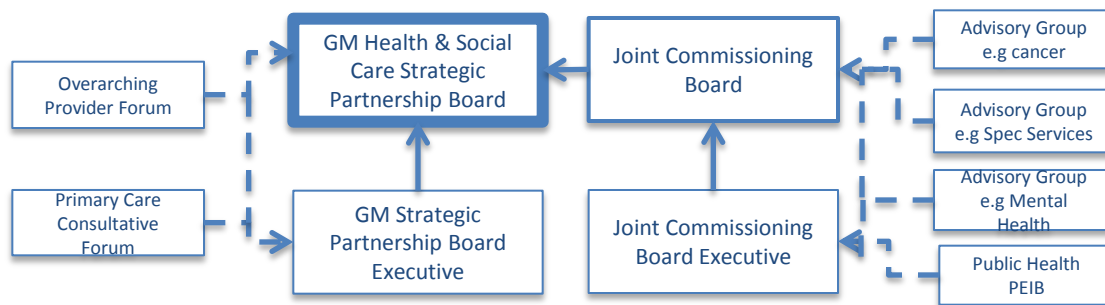 GM Health & Social
Care Strategic
Partnership Board
Joint Commissioning
Board
Advisory Group
e.g cancer
Overarching
Provider Forum
Advisory Group
e.g Spec Services
Primary Care
Consultative
Forum
GM Strategic
Partnership Board
Executive
Joint Commissioning
Board Executive
Advisory Group
e.g Mental
Health
Public Health
PEIB